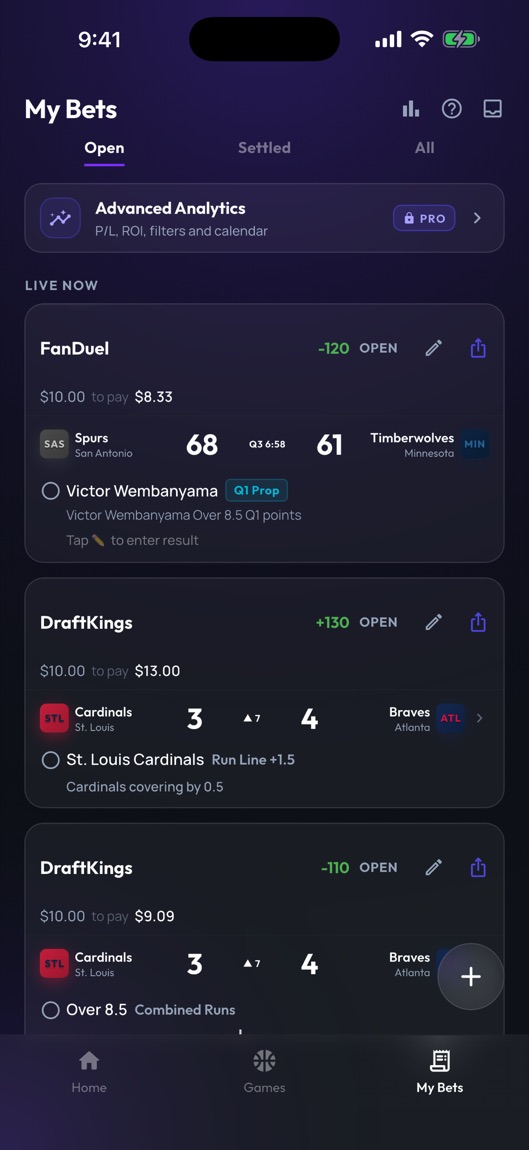 9:41
My Bets
Open Settled All
Advanced Analytics
P/L, ROI, filters and calendar
PRO
LIVE NOW
FanDuel -120 OPEN
$10.00 to pay $8.33
SAS Spurs 68 Q3 6:58 61 Timberwolves MIN
San Antonio Minnesota
Victor Wembanyama Q1 Prop
Victor Wembanyama Over 8.5 Q1 points
Tap ✏️ to enter result
DraftKings +130 OPEN
$10.00 to pay $13.00
STL Cardinals 3 ▲7 4 Braves ATL
St. Louis Atlanta
St. Louis Cardinals Run Line +1.5
Cardinals covering by 0.5
DraftKings -110 OPEN
$10.00 to pay $9.09
STL Cardinals 3 ▲7 4 Braves
St. Louis Atlanta
Over 8.5 Combined Runs
Home Games My Bets